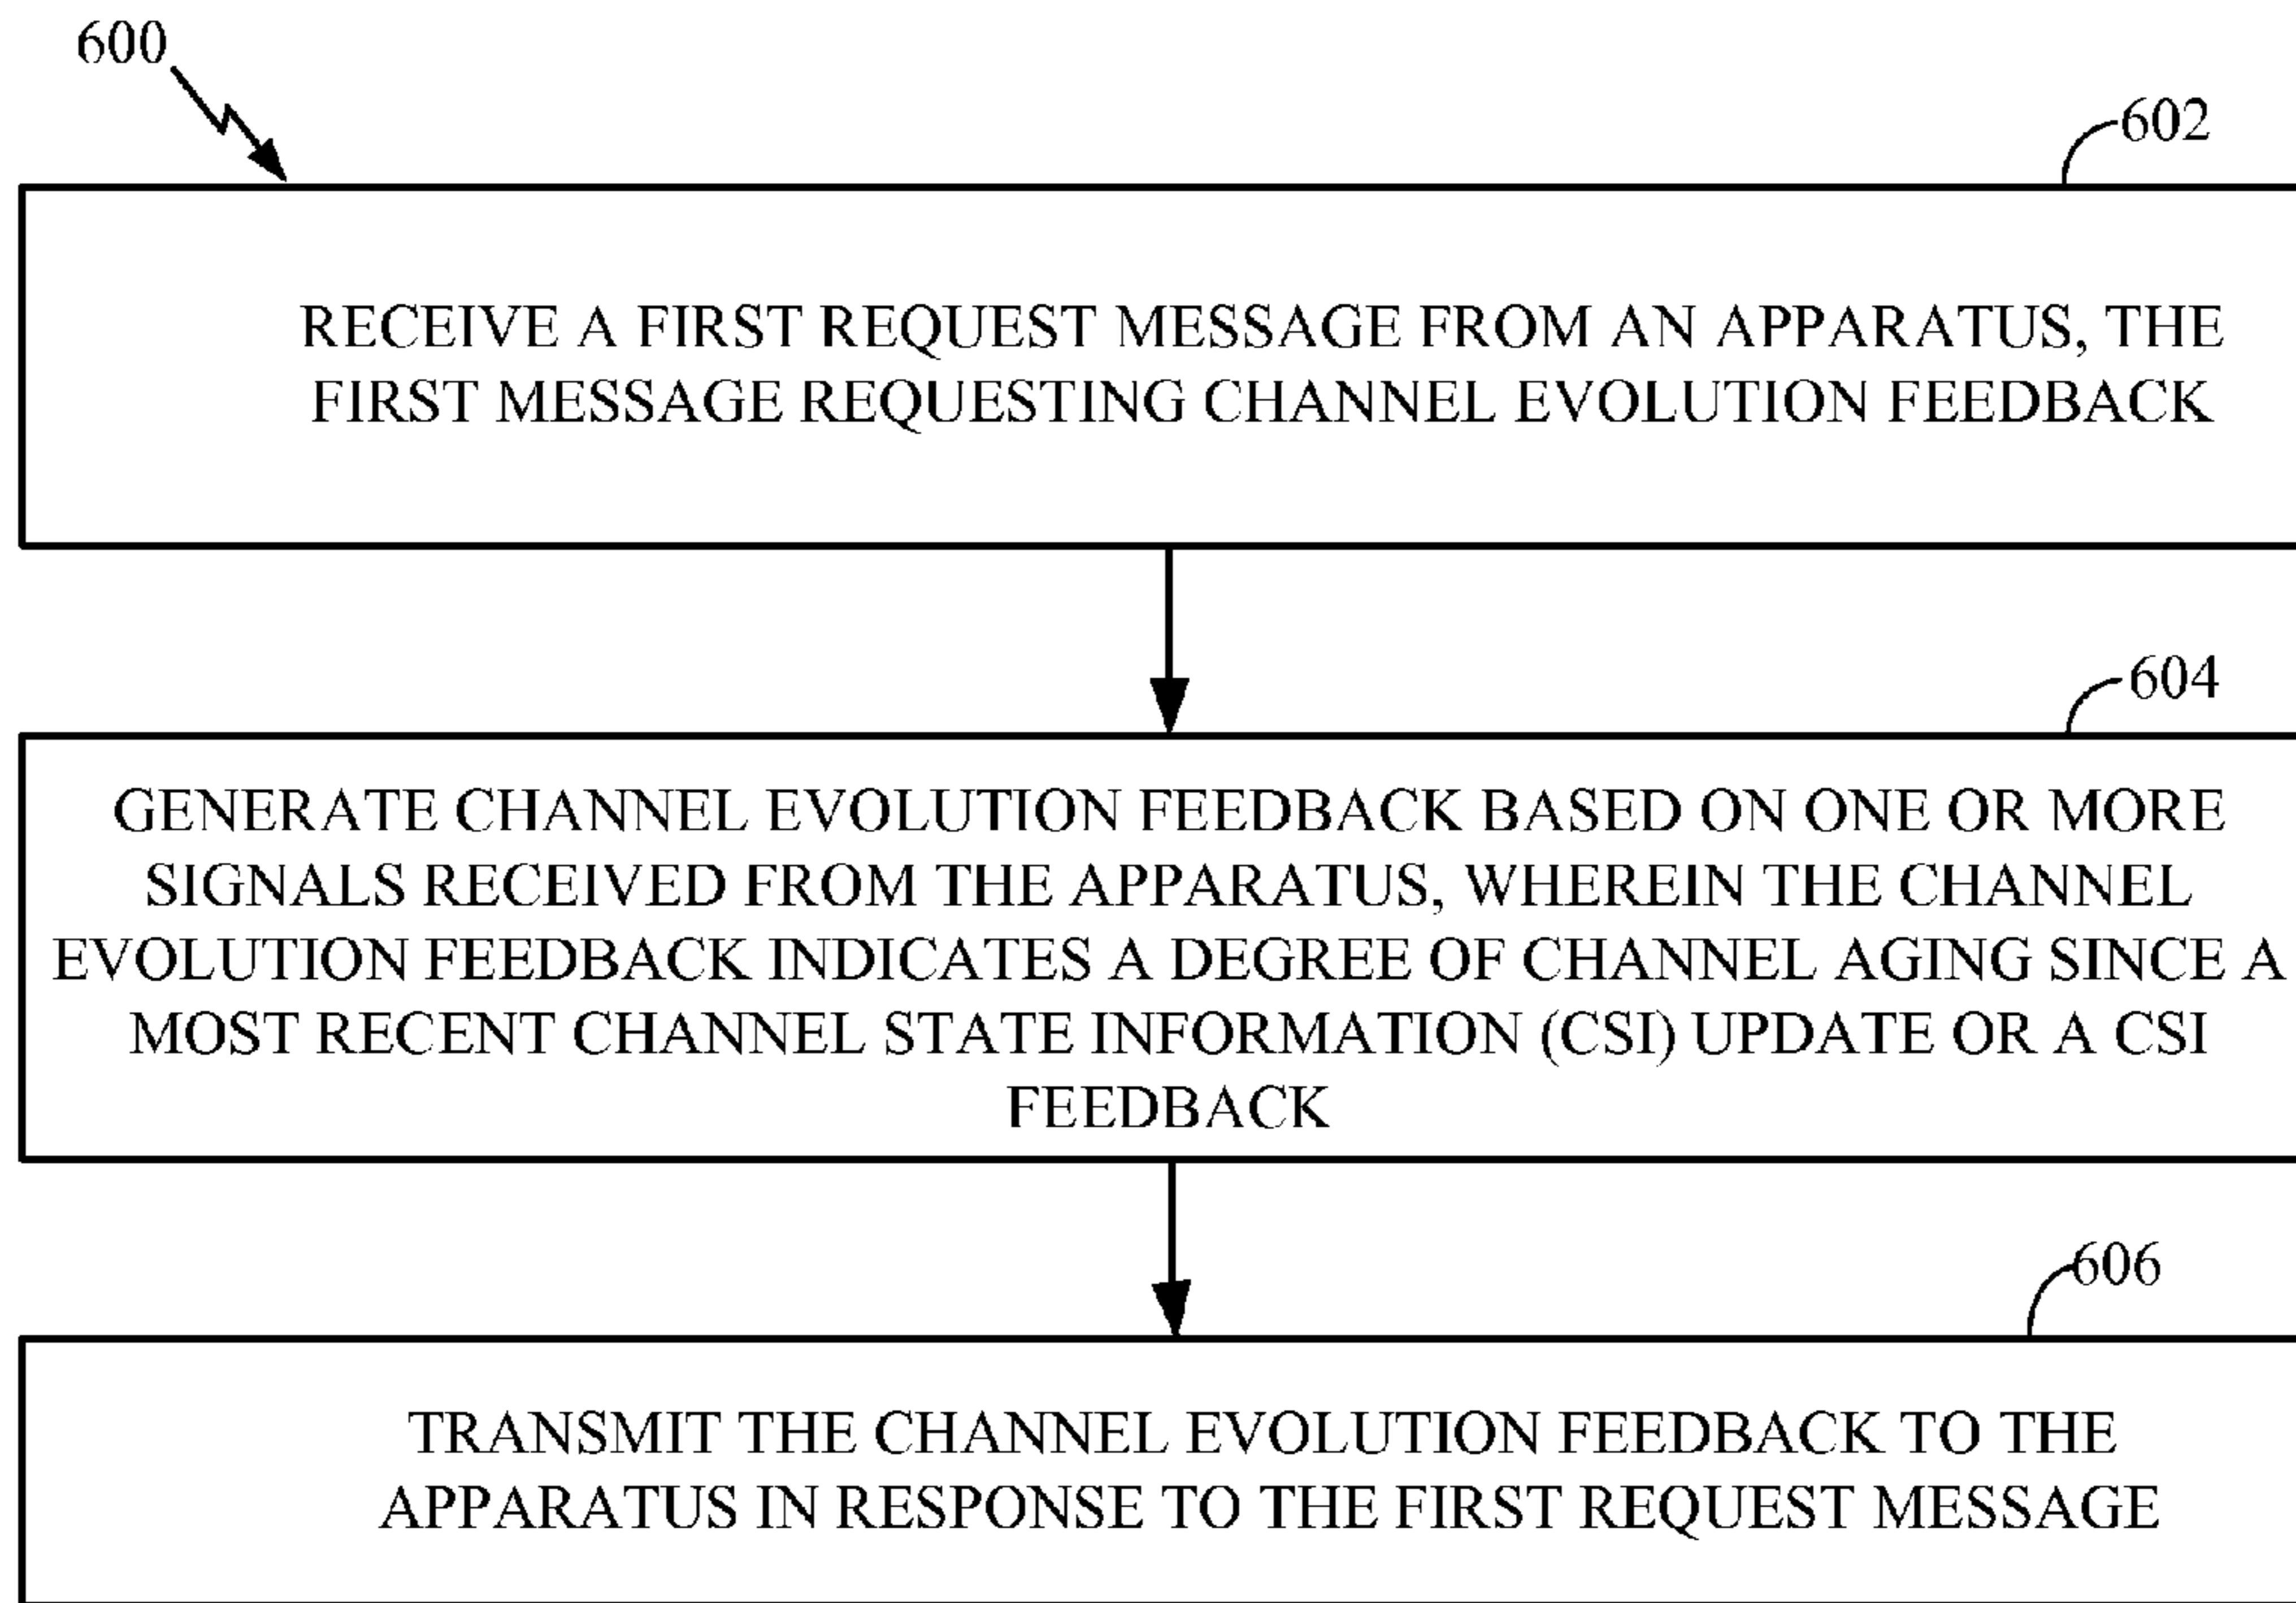 600
602
RECEIVE A FIRST REQUEST MESSAGE FROM AN APPARATUS, THE
FIRST MESSAGE REQUESTING CHANNEL EVOLUTION FEEDBACK
604
GENERATE CHANNEL EVOLUTION FEEDBACK BASED ON ONE OR MORE
SIGNALS RECEIVED FROM THE APPARATUS, WHEREIN THE CHANNEL
EVOLUTION FEEDBACK INDICATES A DEGREE OF CHANNEL AGING SINCE A
MOST RECENT CHANNEL STATE INFORMATION (CSI) UPDATE OR A CSI
FEEDBACK
606
TRANSMIT THE CHANNEL EVOLUTION FEEDBACK TO THE
APPARATUS IN RESPONSE TO THE FIRST REQUEST MESSAGE